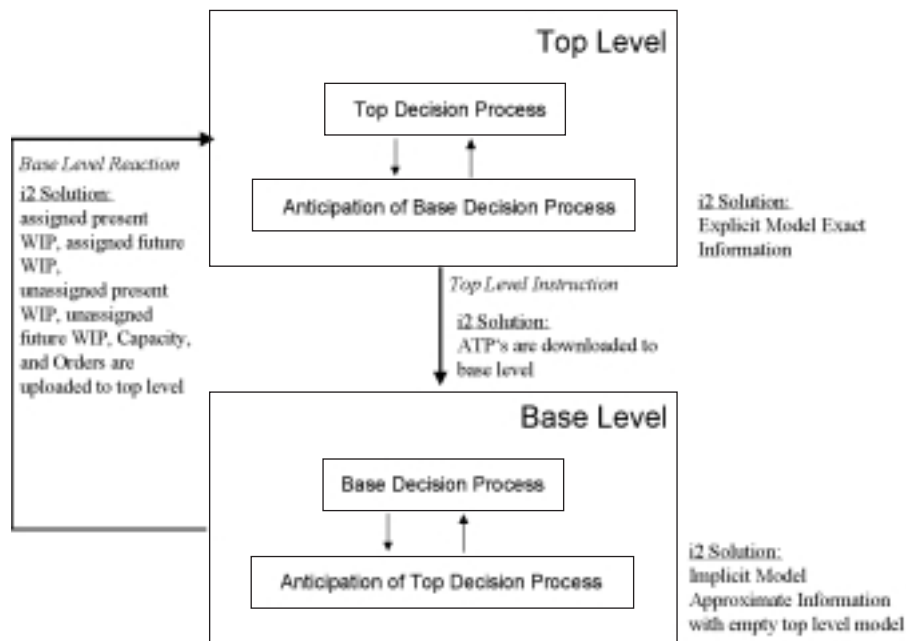 Top Level
Top Decision Process
Anticipation of Base Decision Process
Base Level Reaction
i2 Solution:
assigned present
WIP, assigned future
WIP,
unassigned present
WIP, unassigned
future WIP, Capacity,
and Orders are
uploaded to top level
i2 Solution:
Explicit Model Exact
Information
Top Level Instruction
i2 Solution:
ATP's are downloaded to
base level
Base Level
Base Decision Process
Anticipation of Top Decision Process
i2 Solution:
Implicit Model
Approximate Information
with empty top level model